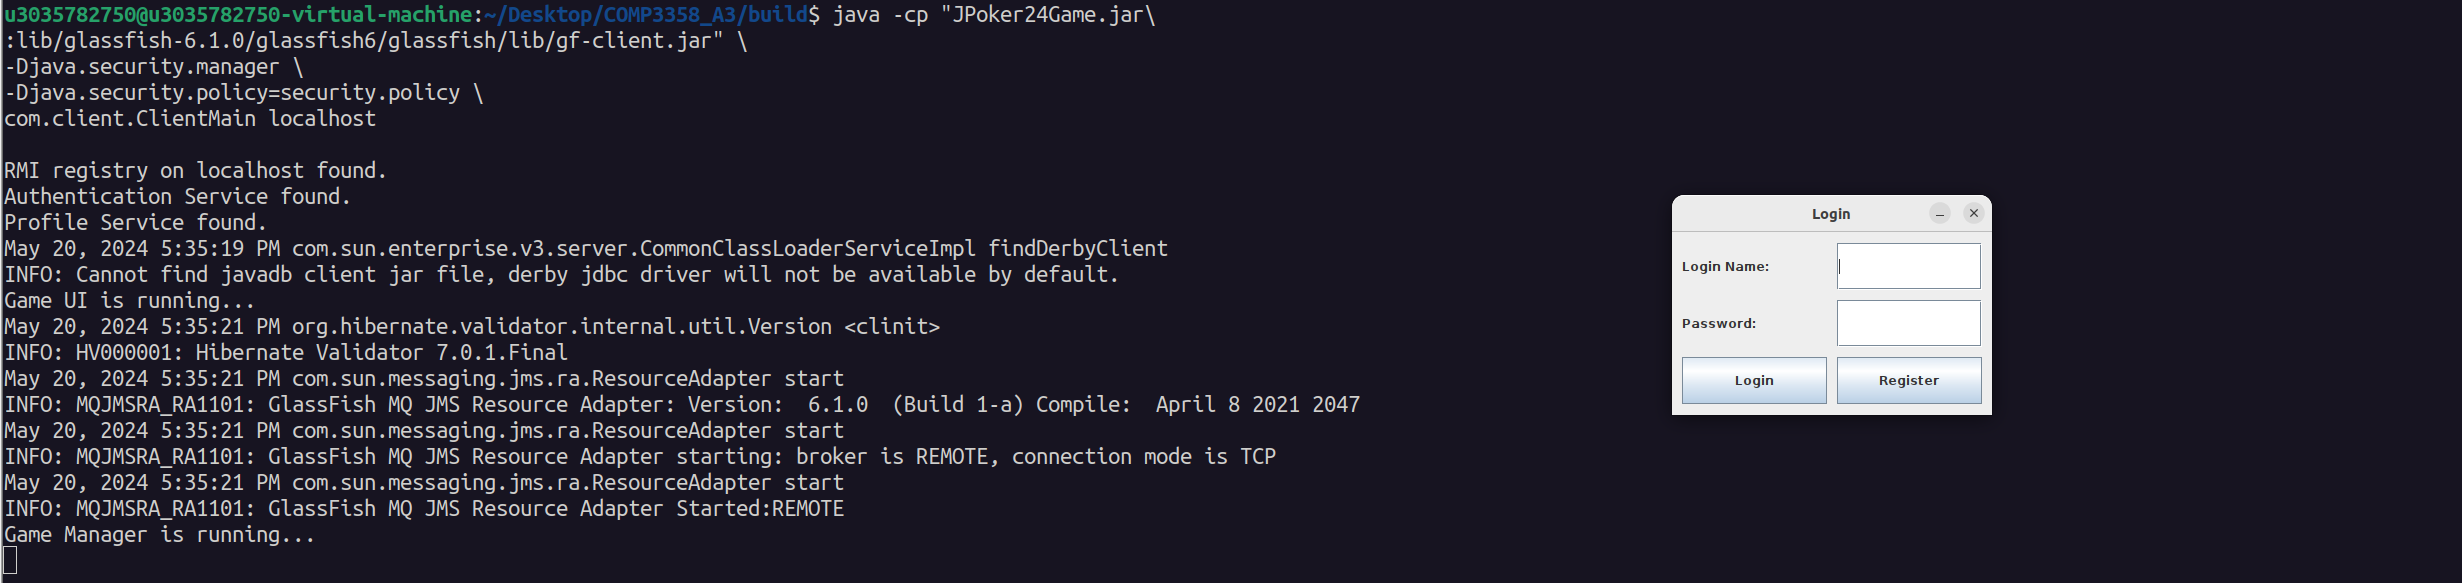 u3035782750@u3035782750-virtual-machine:~/Desktop/COMP3358_A3/build$ java -cp "JPoker24Game.jar\
:lib/glassfish-6.1.0/glassfish6/glassfish/lib/gf-client.jar" \
-Djava.security.manager \
-Djava.security.policy=security.policy \
com.client.ClientMain localhost
RMI registry on localhost found.
Authentication Service found.
Profile Service found.
May 20, 2024 5:35:19 PM com.sun.enterprise.v3.server.CommonClassLoaderServiceImpl findDerbyClient
INFO: Cannot find javadb client jar file, derby jdbc driver will not be available by default.
Game UI is running...
May 20, 2024 5:35:21 PM org.hibernate.validator.internal.util.Version <clinit>
INFO: HV000001: Hibernate Validator 7.0.1.Final
May 20, 2024 5:35:21 PM com.sun.messaging.jms.ra.ResourceAdapter start
INFO: MQJMSRA_RA1101: GlassFish MQ JMS Resource Adapter: Version:  6.1.0  (Build 1-a) Compile:  April 8 2021 2047
May 20, 2024 5:35:21 PM com.sun.messaging.jms.ra.ResourceAdapter start
INFO: MQJMSRA_RA1101: GlassFish MQ JMS Resource Adapter starting: broker is REMOTE, connection mode is TCP
May 20, 2024 5:35:21 PM com.sun.messaging.jms.ra.ResourceAdapter start
INFO: MQJMSRA_RA1101: GlassFish MQ JMS Resource Adapter Started:REMOTE
Game Manager is running...
Login
Login Name:
Password:
Login Register